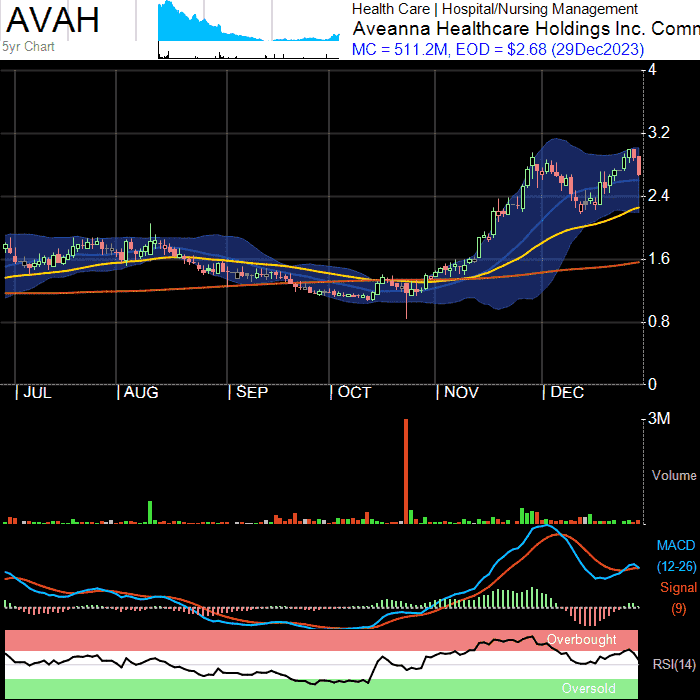 AVAH
5yr Chart
Health Care | Hospital/Nursing Management
Aveanna Healthcare Holdings Inc. Comm
MC = 511.2M, EOD = $2.68 (29Dec2023)
4
3.2
2.4
1.6
0.8
0
| JUL | AUG | SEP | OCT | NOV | DEC
3M
Volume
MACD
(12-26)
Signal
(9)
Overbought
RSI(14)
Oversold